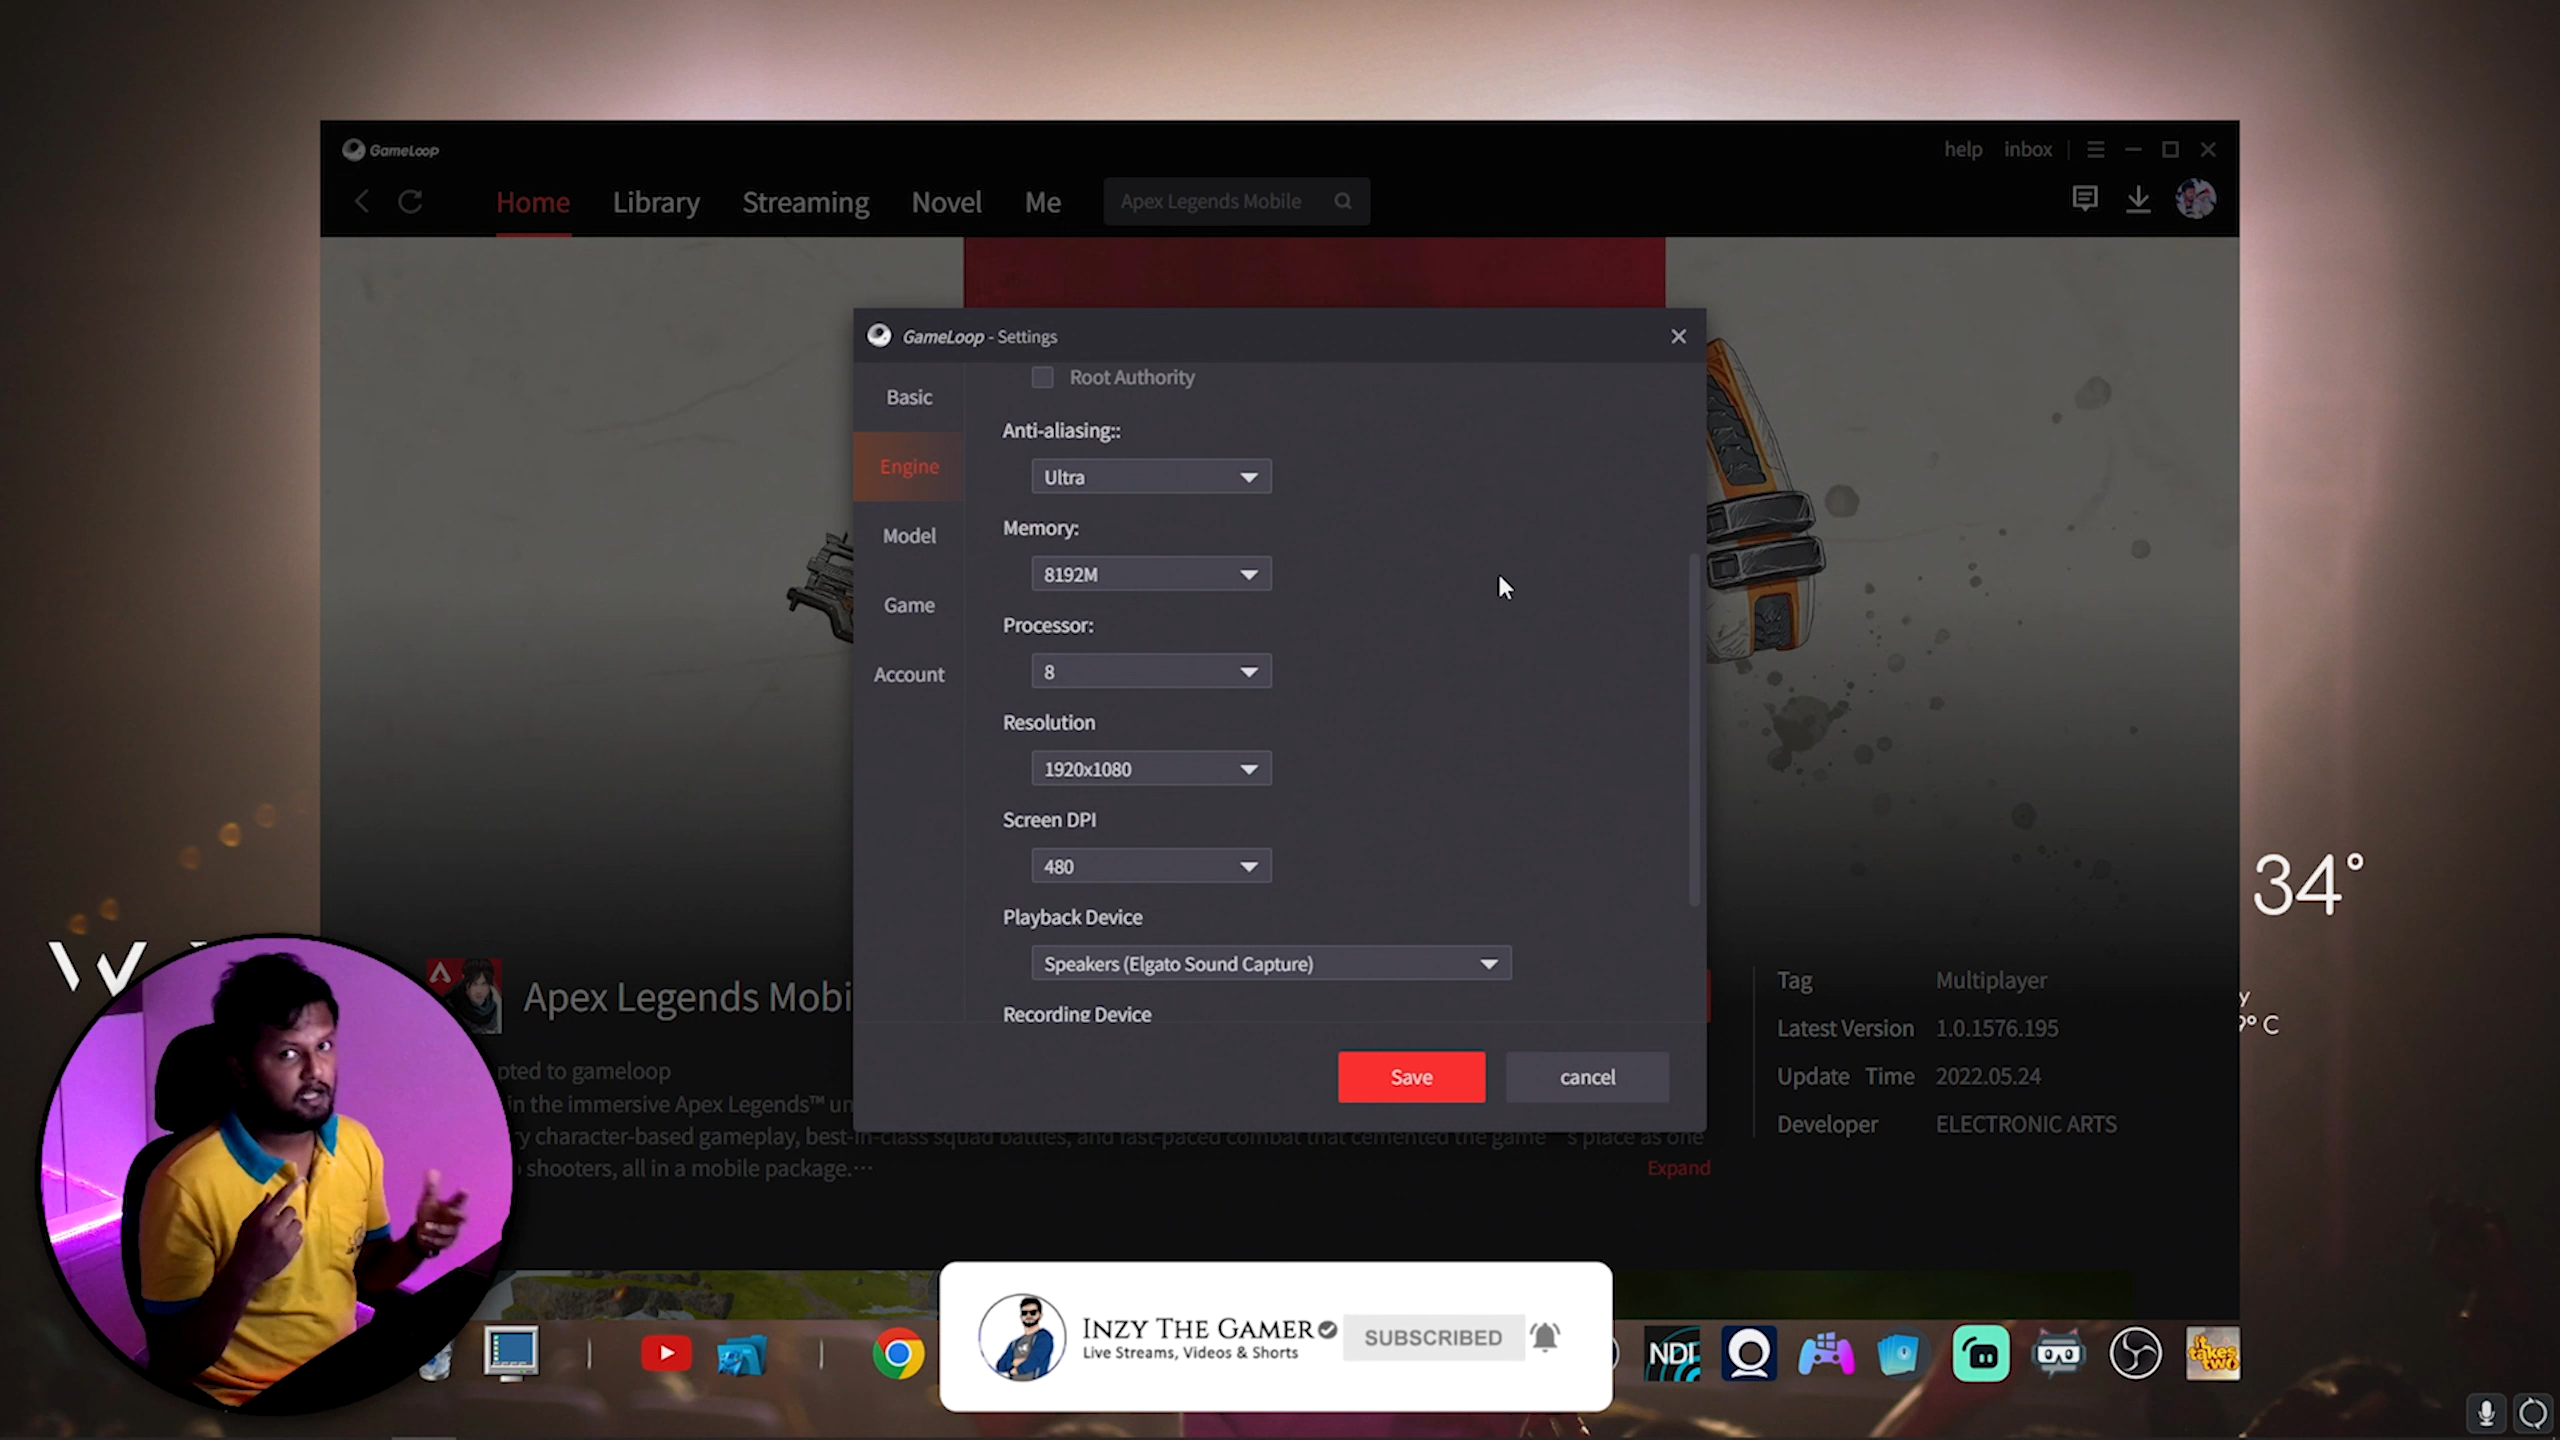 GameLoop
help inbox
Home Library Streaming Novel Me Apex Legends Mobile
GameLoop - Settings
Basic
Engine
Model
Game
Account
Root Authority
Anti-aliasing::
Ultra
Memory:
8192M
Processor:
8
Resolution
1920x1080
Screen DPI
480
Playback Device
Speakers (Elgato Sound Capture)
Recording Device
Save cancel
34°
° C
Apex Legends Mobi
Tag Multiplayer
Latest Version 1.0.1576.195
Update Time 2022.05.24
Developer ELECTRONIC ARTS
pted to gameloop
in the immersive Apex Legends™ un
ry character-based gameplay, best-in-class squad battles, and fast-paced combat that cemented the game s place as one
shooters, all in a mobile package.···
Expand
INZY THE GAMER
Live Streams, Videos & Shorts
SUBSCRIBED
NDI
it takes two